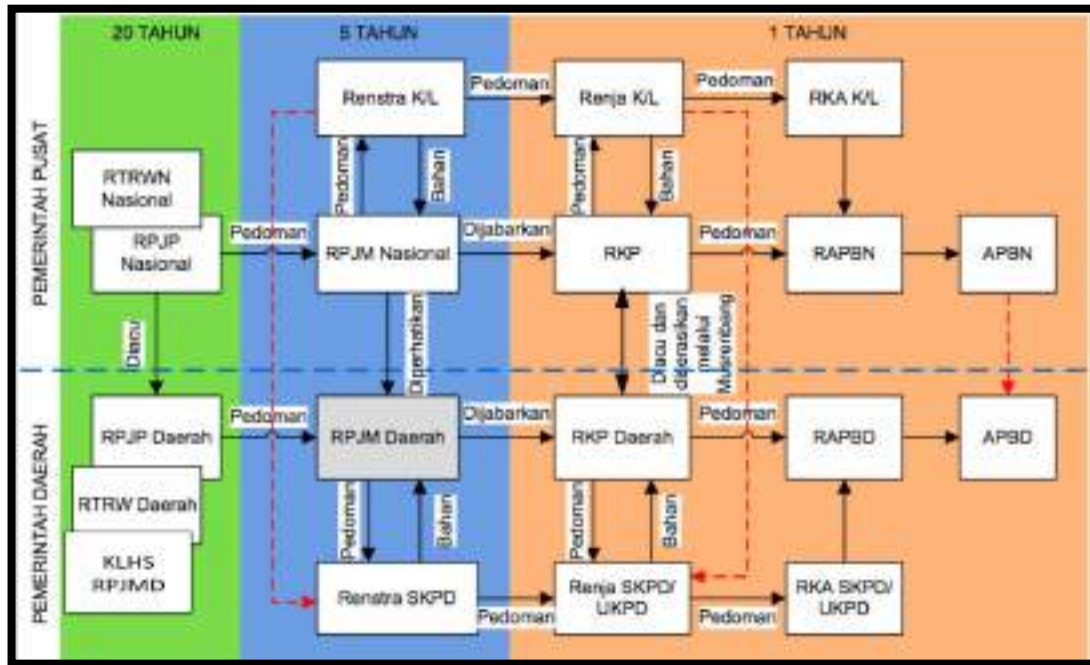 20 TAHUN
5 TAHUN
1 TAHUN
PEMERINTAH PUSAT
Renstra K/L
Pedoman
Renja K/L
Pedoman
RKA K/L
Pedoman
Bahan
Pedoman
Bahan
RTRWN
Nasional
RPJP
Nasional
Pedoman
RPJM Nasional
Dijabarkan
RKP
Pedoman
RAPBN
APBN
Diacu
Diperhatikan
Diacu dan
diserasikan
melalui
Musrenbang
PEMERINTAH DAERAH
RPJP Daerah
Pedoman
RPJM Daerah
Dijabarkan
RKP Daerah
Pedoman
RAPBD
APBD
RTRW Daerah
Pedoman
Bahan
Pedoman
Bahan
KLHS
RPJMD
Renstra SKPD
Pedoman
Renja SKPD/
UKPD
Pedoman
RKA SKPD/
UKPD